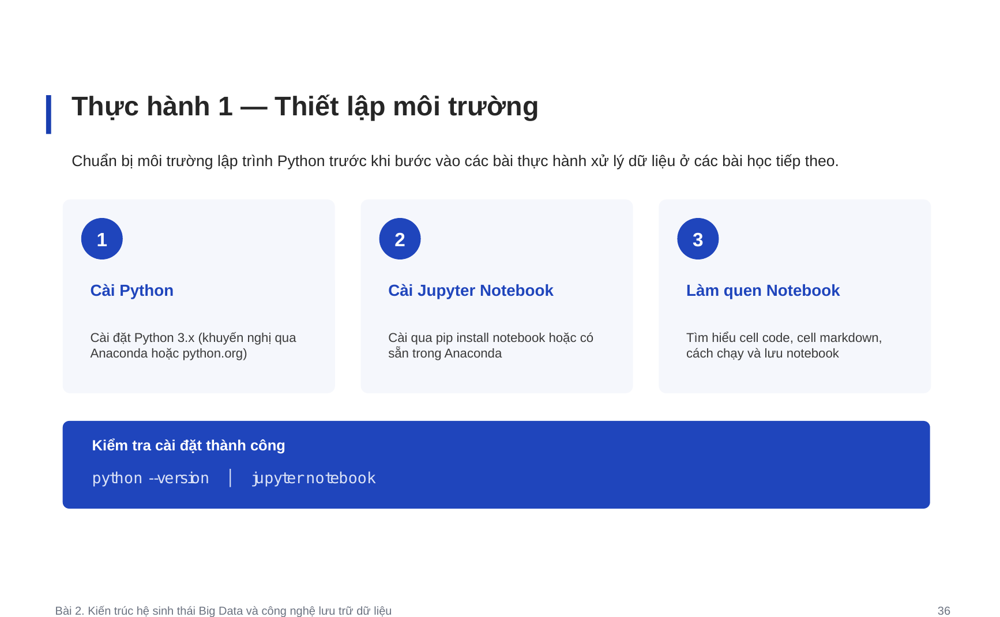 Thực hành 1 — Thiết lập môi trường
Chuẩn bị môi trường lập trình Python trước khi bước vào các bài thực hành xử lý dữ liệu ở các bài học tiếp theo.
1
Cài Python
Cài đặt Python 3.x (khuyến nghị qua
Anaconda hoặc python.org)
2
Cài Jupyter Notebook
Cài qua pip install notebook hoặc có
sẵn trong Anaconda
3
Làm quen Notebook
Tìm hiểu cell code, cell markdown,
cách chạy và lưu notebook
Kiểm tra cài đặt thành công
python --version │ jupyter notebook
Bài 2. Kiến trúc hệ sinh thái Big Data và công nghệ lưu trữ dữ liệu
36